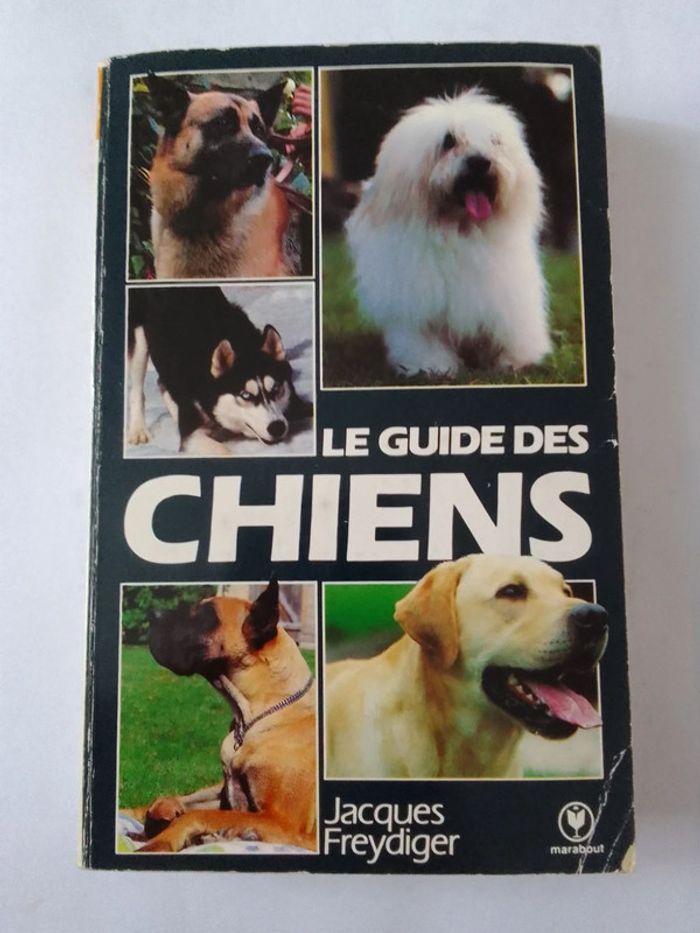 LE GUIDE DES
CHIENS
Jacques
Freydiger
marabout